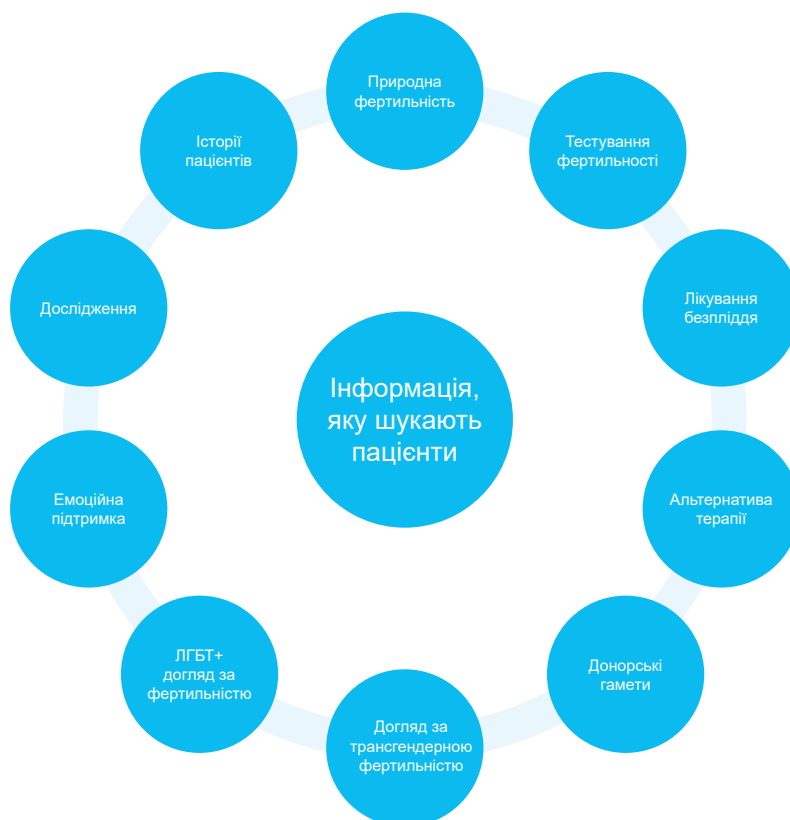 Природна
фертильність
Тестування
фертильності
Лікування
безпліддя
Альтернатива
терапії
Донорські
гамети
Догляд за
трансгендерною
фертильністю
ЛГБТ+
догляд за
фертильністю
Емоційна
підтримка
Дослідження
Історії
пацієнтів
Інформація,
яку шукають
пацієнти